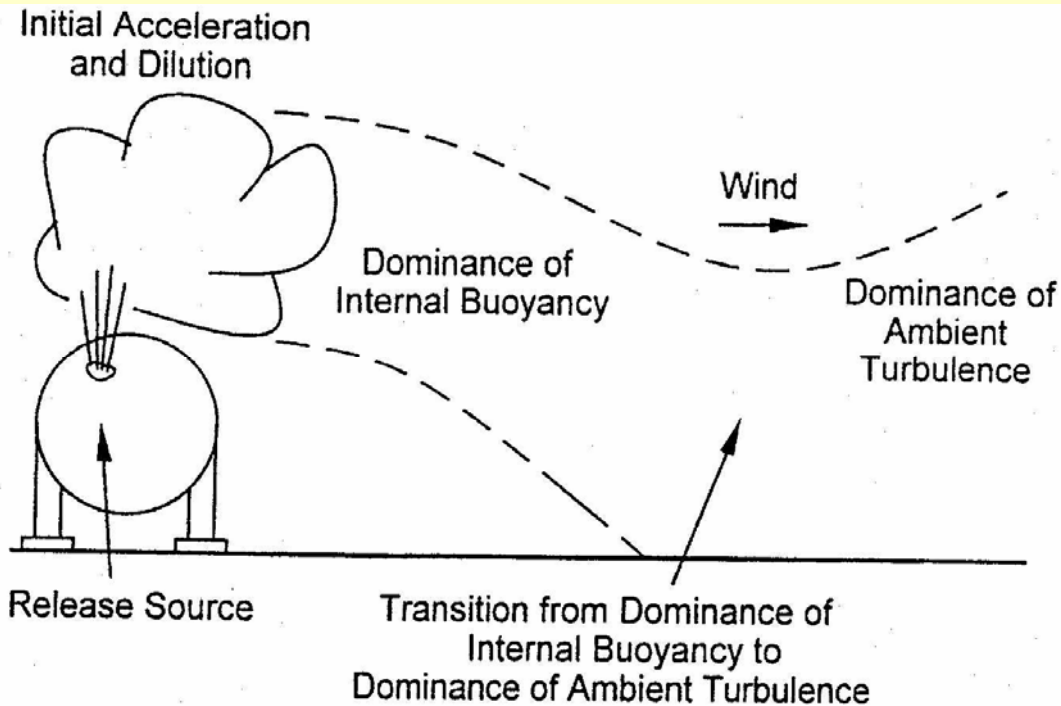 Initial Acceleration
and Dilution
Wind
Dominance of
Internal Buoyancy
Dominance of
Ambient
Turbulence
Release Source
Transition from Dominance of
Internal Buoyancy to
Dominance of Ambient Turbulence